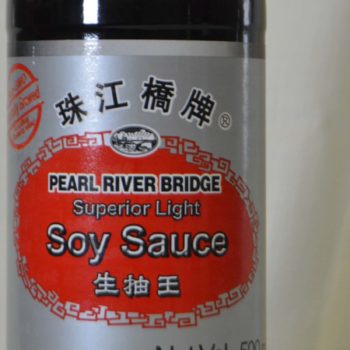 珠江橋牌®
PEARL RIVER BRIDGE
Superior Light
Soy Sauce
生抽王